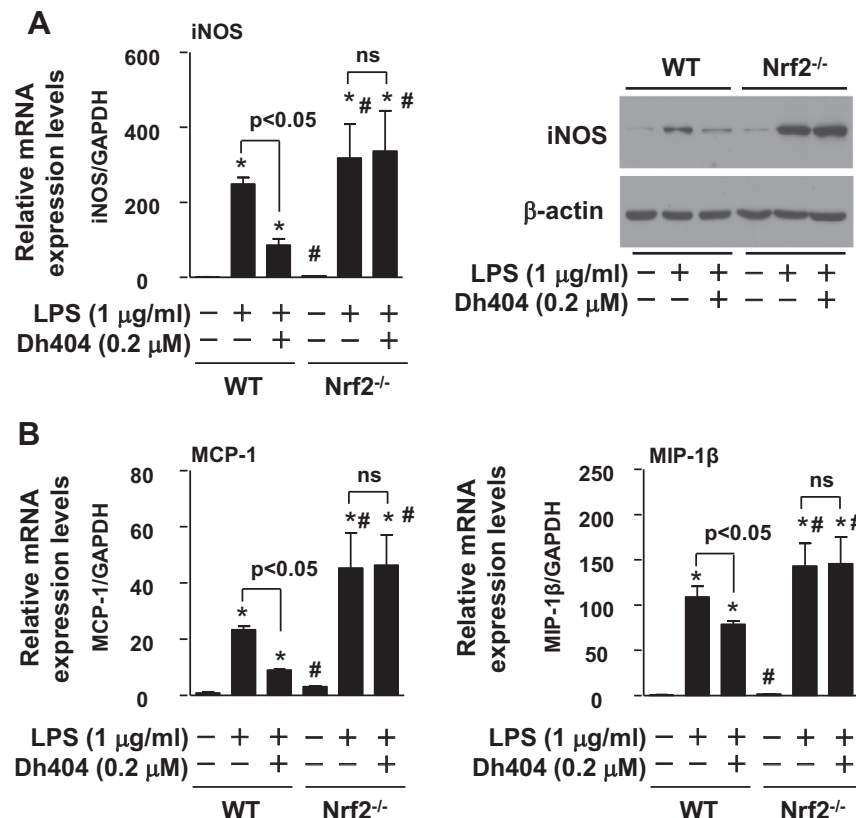 A
iNOS
Relative mRNA
expression levels
iNOS/GAPDH
600
400
200
0
ns
p<0.05
* * * # * # * #
LPS (1 μg/ml) − + + − + +
Dh404 (0.2 μM) − − + − − +
WT Nrf2-/-
WT Nrf2-/-
iNOS
β-actin
LPS (1 μg/ml) − + + − + +
Dh404 (0.2 μM) − − + − − +
B
MCP-1
Relative mRNA
expression levels
MCP-1/GAPDH
80
60
40
20
0
ns
p<0.05
* * # *# * #
LPS (1 μg/ml) − + + − + +
Dh404 (0.2 μM) − − + − − +
WT Nrf2-/-
MIP-1β
Relative mRNA
expression levels
MIP-1β/GAPDH
250
200
150
100
50
0
ns
p<0.05
* * # *# *#
LPS (1 μg/ml) − + + − + +
Dh404 (0.2 μM) − − + − − +
WT Nrf2-/-